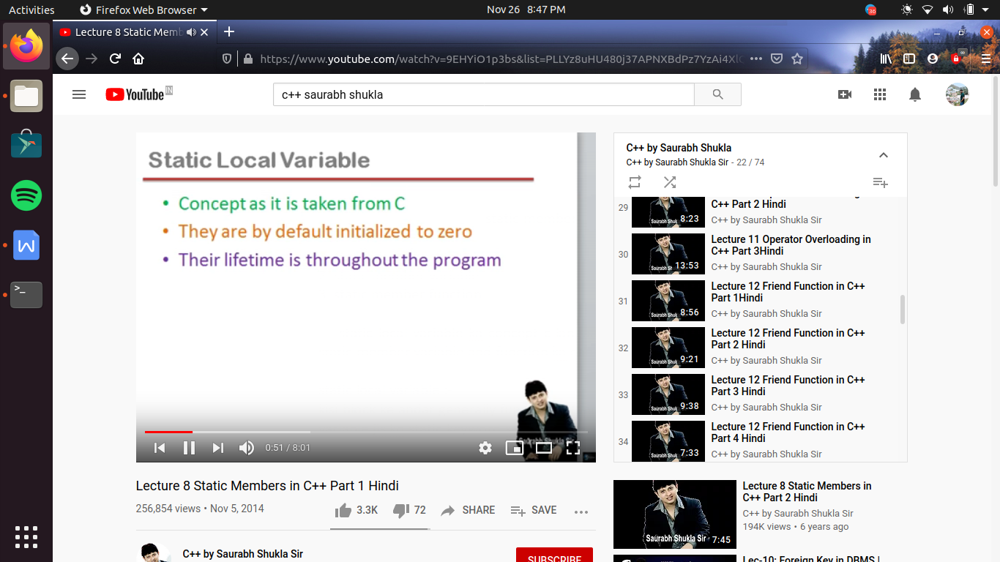 Activities
Firefox Web Browser
Nov 26 8:47 PM
36
Lecture 8 Static Memb
https://www.youtube.com/watch?v=9EHYiO1p3bs&list=PLLYz8uHU480j37APNXBdPz7YzAi4XlC
YouTube IN
c++ saurabh shukla
Static Local Variable
• Concept as it is taken from C
• They are by default initialized to zero
• Their lifetime is throughout the program
Saurabh Shukla Sir
0:51 / 8:01
Lecture 8 Static Members in C++ Part 1 Hindi
256,854 views • Nov 5, 2014
3.3K
72
SHARE
SAVE
C++ by Saurabh Shukla Sir
SUBSCRIBE
C++ by Saurabh Shukla
C++ by Saurabh Shukla Sir - 22 / 74
29
8:23
C++ Part 2 Hindi
C++ by Saurabh Shukla Sir
30
13:53
Lecture 11 Operator Overloading in
C++ Part 3Hindi
C++ by Saurabh Shukla Sir
31
8:56
Lecture 12 Friend Function in C++
Part 1Hindi
C++ by Saurabh Shukla Sir
32
9:21
Lecture 12 Friend Function in C++
Part 2 Hindi
C++ by Saurabh Shukla Sir
33
9:38
Lecture 12 Friend Function in C++
Part 3 Hindi
C++ by Saurabh Shukla Sir
34
7:33
Lecture 12 Friend Function in C++
Part 4 Hindi
C++ by Saurabh Shukla Sir
Saurabh Shukla Sir
7:45
Lecture 8 Static Members in
C++ Part 2 Hindi
C++ by Saurabh Shukla Sir
194K views • 6 years ago
Lec-10: Foreign Key in DBMS |